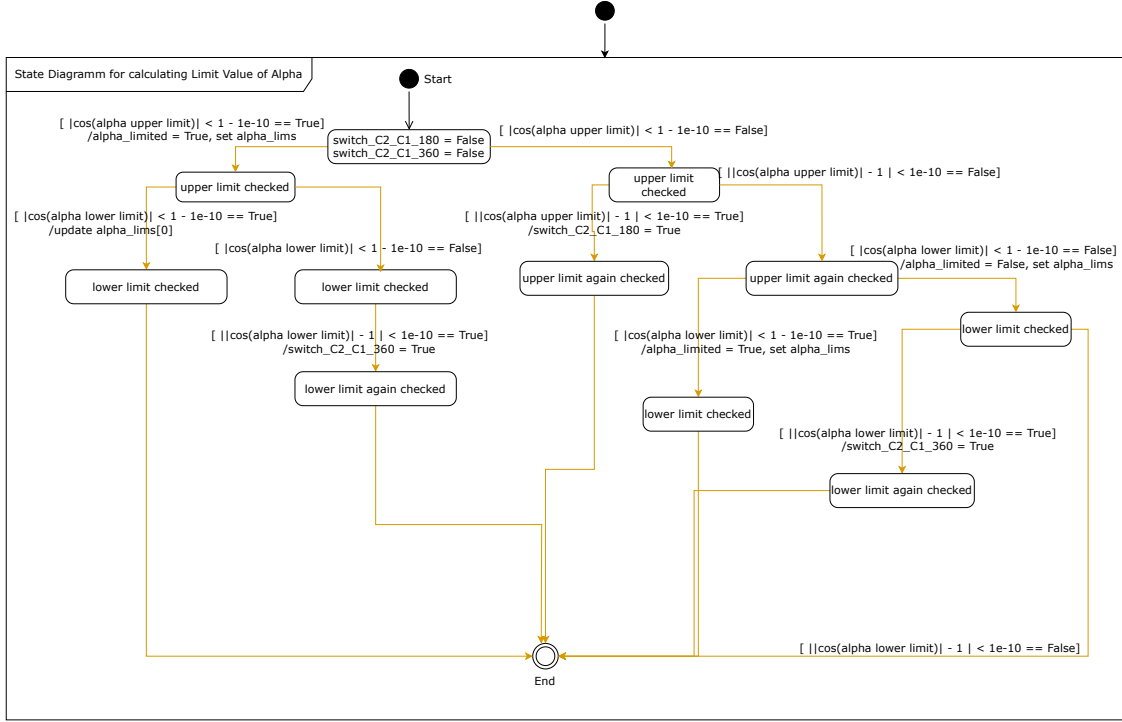 State Diagramm for calculating Limit Value of Alpha
Start
[ |cos(alpha upper limit)| < 1 - 1e-10 == True]
/alpha_limited = True, set alpha_lims
[ |cos(alpha upper limit)| < 1 - 1e-10 == False]
switch_C2_C1_180 = False
switch_C2_C1_360 = False
upper limit checked
upper limit
checked
[ ||cos(alpha upper limit)| - 1 | < 1e-10 == False]
[ |cos(alpha lower limit)| < 1 - 1e-10 == True]
/update alpha_lims[0]
[ ||cos(alpha upper limit)| - 1 | < 1e-10 == True]
/switch_C2_C1_180 = True
[ |cos(alpha lower limit)| < 1 - 1e-10 == False]
[ |cos(alpha lower limit)| < 1 - 1e-10 == False]
/alpha_limited = False, set alpha_lims
lower limit checked
lower limit checked
upper limit again checked
upper limit again checked
lower limit checked
[ ||cos(alpha lower limit)| - 1 | < 1e-10 == True]
/switch_C2_C1_360 = True
[ |cos(alpha lower limit)| < 1 - 1e-10 == True]
/alpha_limited = True, set alpha_lims
lower limit again checked
lower limit checked
[ ||cos(alpha lower limit)| - 1 | < 1e-10 == True]
/switch_C2_C1_360 = True
lower limit again checked
[ ||cos(alpha lower limit)| - 1 | < 1e-10 == False]
End